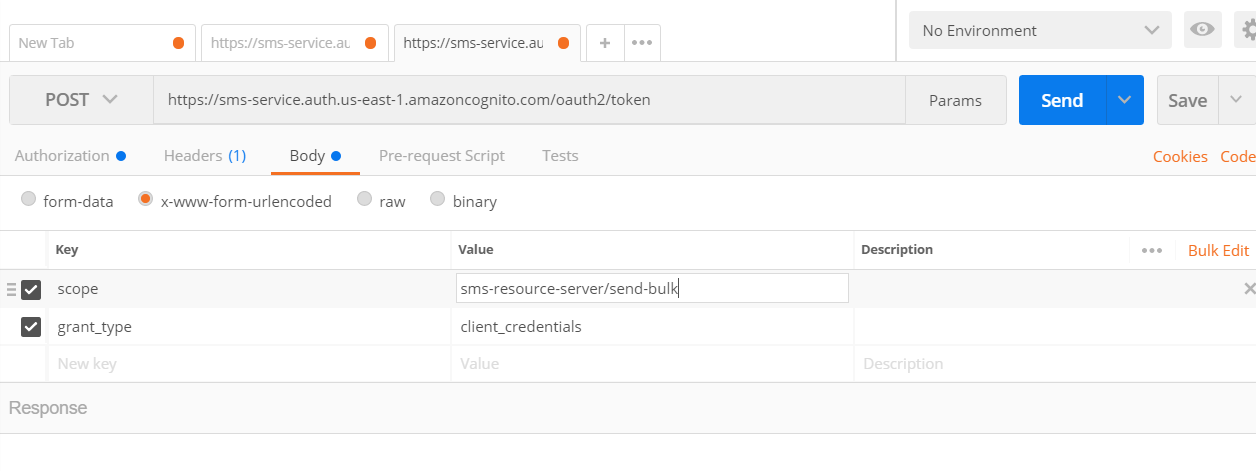 New Tab https://sms-service.au https://sms-service.au + ••• No Environment
POST https://sms-service.auth.us-east-1.amazoncognito.com/oauth2/token Params Send Save
Authorization Headers (1) Body Pre-request Script Tests Cookies Code
form-data x-www-form-urlencoded raw binary
Key Value Description ••• Bulk Edit
scope sms-resource-server/send-bulk
grant_type client_credentials
New key Value Description
Response